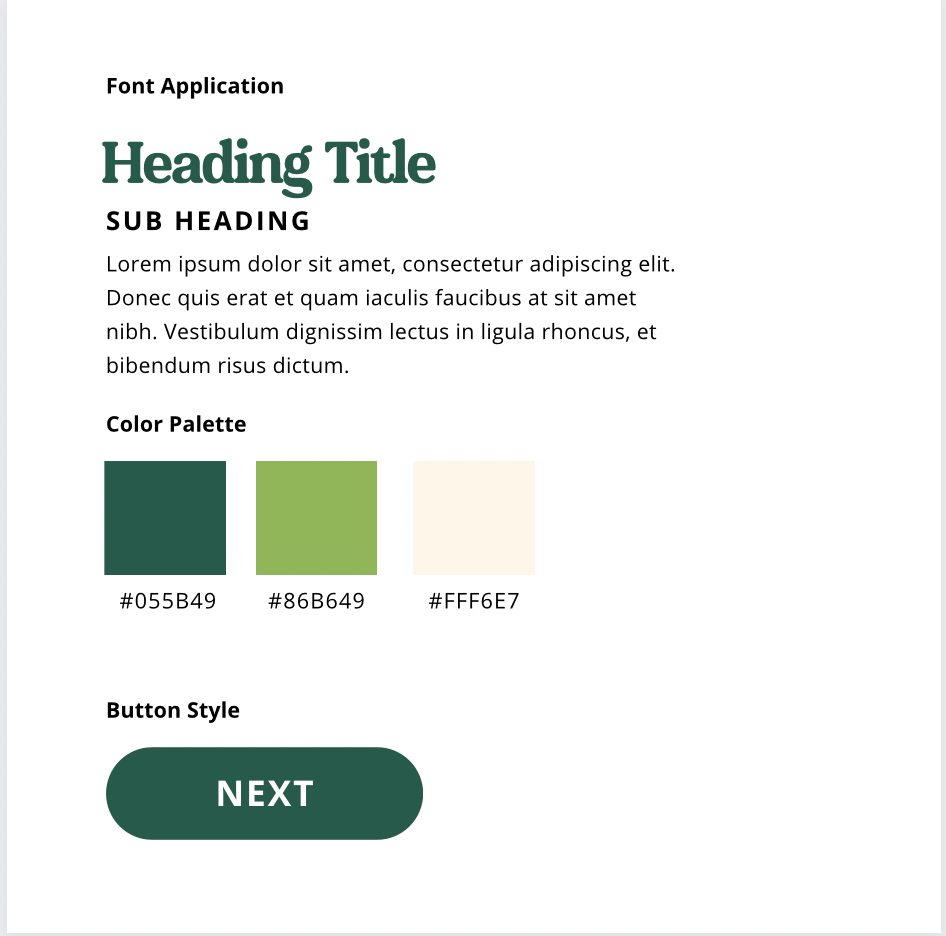 Font Application
Heading Title
SUB HEADING
Lorem ipsum dolor sit amet, consectetur adipiscing elit.
Donec quis erat et quam iaculis faucibus at sit amet
nibh. Vestibulum dignissim lectus in ligula rhoncus, et
bibendum risus dictum.
Color Palette
#055B49 #86B649 #FFF6E7
Button Style
NEXT